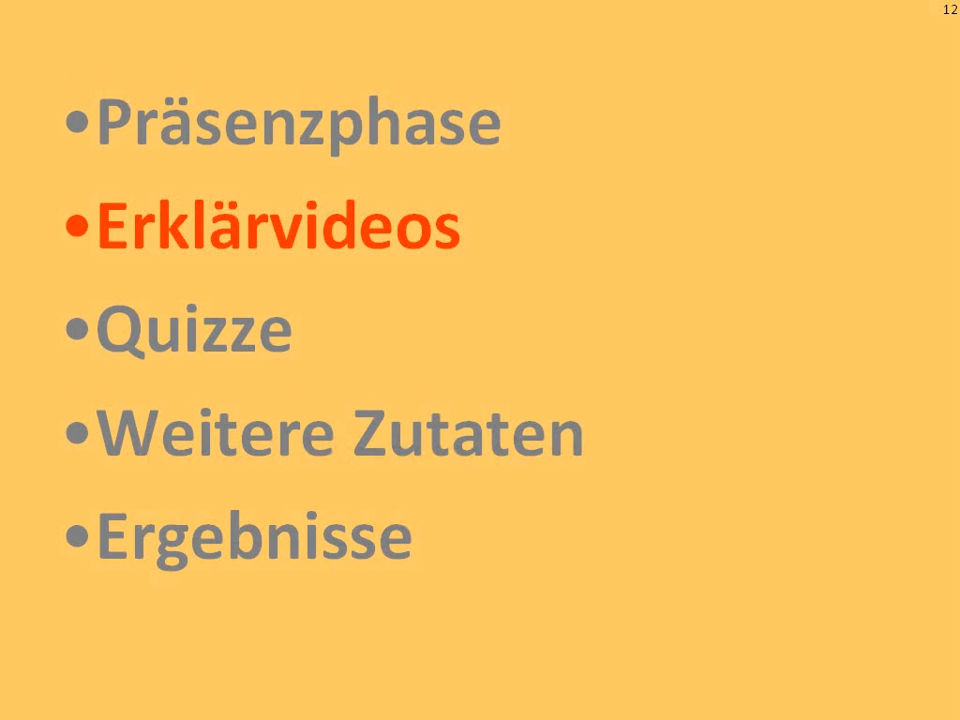 12
•Präsenzphase
•Erklärvideos
•Quizze
•Weitere Zutaten
•Ergebnisse